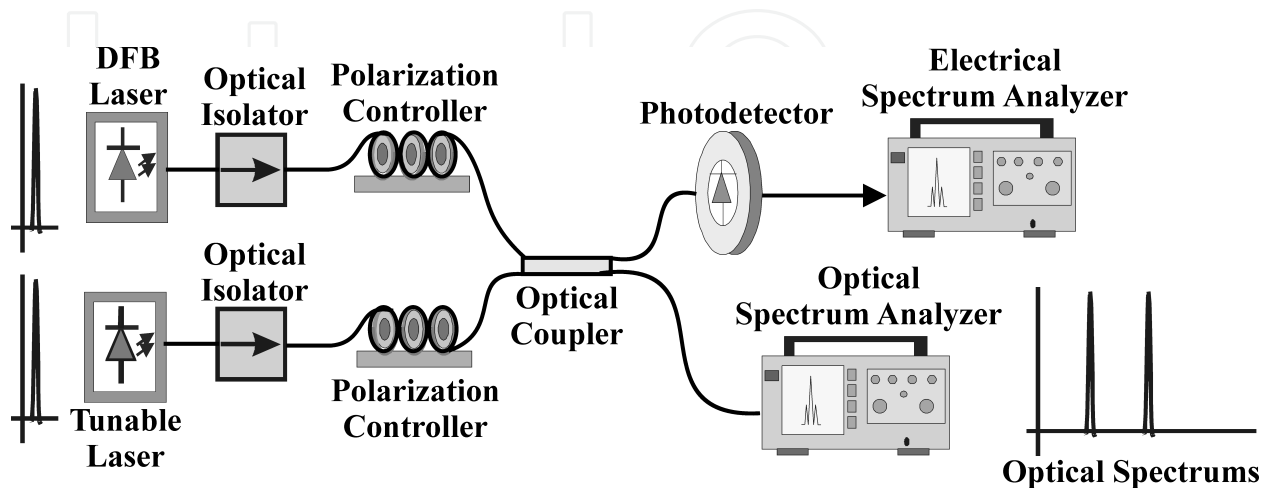 DFB
Laser
Optical
Isolator
Polarization
Controller
Photodetector
Electrical
Spectrum Analyzer
Optical
Isolator
Tunable
Laser
Polarization
Controller
Optical
Coupler
Optical
Spectrum Analyzer
Optical Spectrums